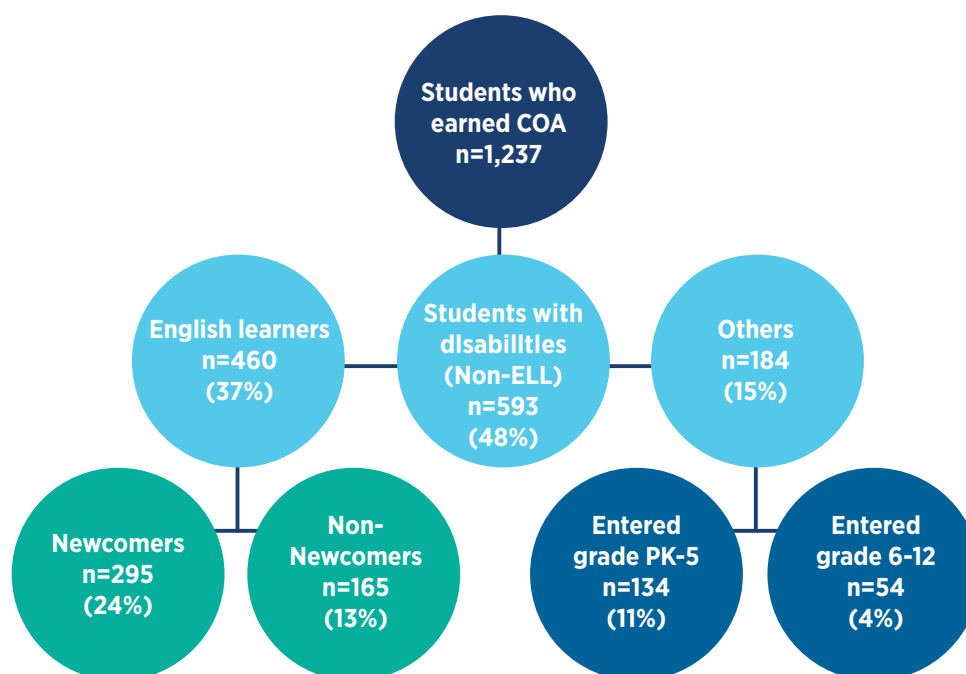 Students who
earned COA
n=1,237
English learners
n=460
(37%)
Students with
dIsabilltles
(Non-ELL)
n=593
(48%)
Others
n=184
(15%)
Newcomers
n=295
(24%)
Non-
Newcomers
n=165
(13%)
Entered
grade PK-5
n=134
(11%)
Entered
grade 6-12
n=54
(4%)